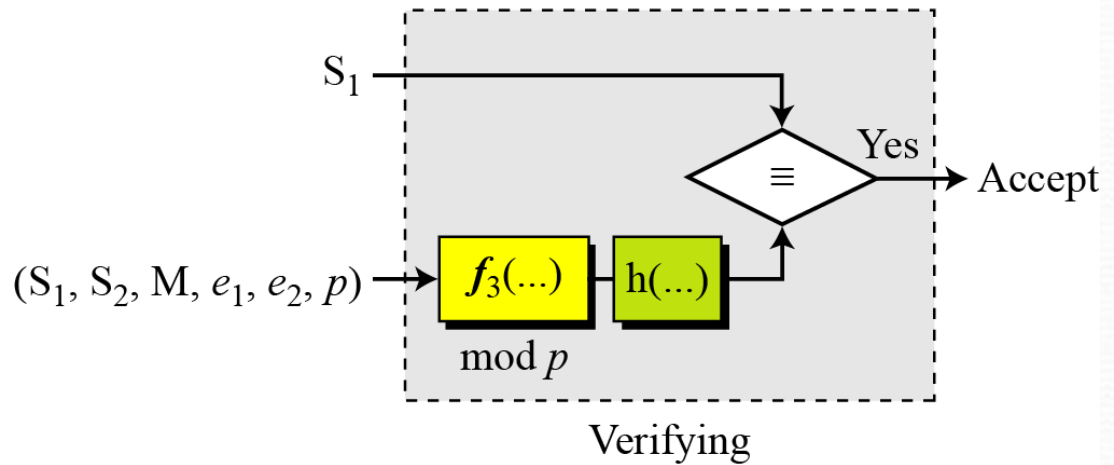 S₁
Yes
≡
Accept
(S₁, S₂, M, e₁, e₂, p)
f₃(...)
h(...)
mod p
Verifying